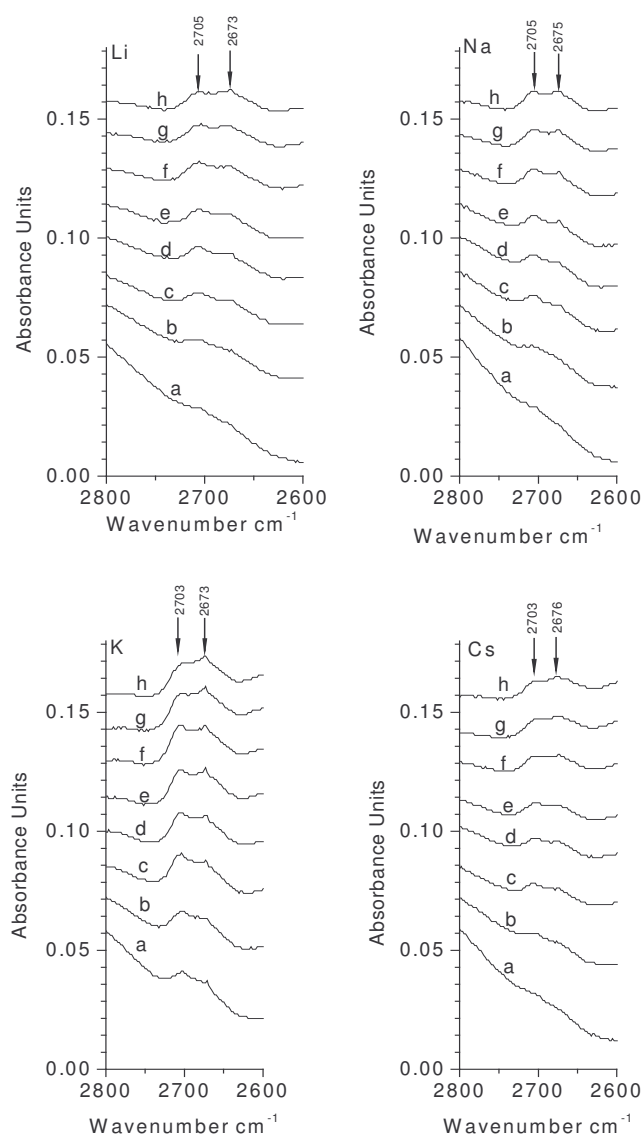 2705
2673
Li
h
g
f
e
d
c
b
a
0.15
0.10
0.05
0.00
Absorbance Units
2800 2700 2600
Wavenumber cm-1
2705
2675
Na
h
g
f
e
d
c
b
a
0.15
0.10
0.05
0.00
Absorbance Units
2800 2700 2600
Wavenumber cm-1
2703
2673
K
h
g
f
e
d
c
b
a
0.15
0.10
0.05
0.00
Absorbance Units
2800 2700 2600
Wavenumber cm-1
2703
2676
Cs
h
g
f
e
d
c
b
a
0.15
0.10
0.05
0.00
Absorbance Units
2800 2700 2600
Wavenumber cm-1